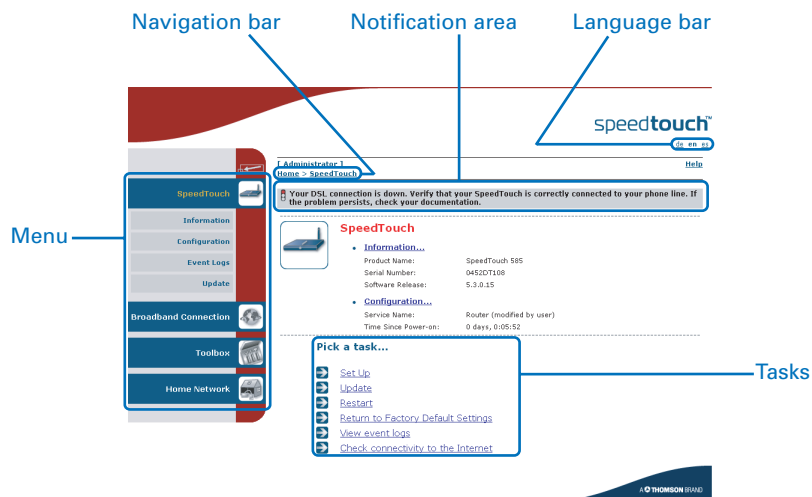 Navigation bar
Notification area
Language bar
speedtouch™
de en es
[ Administrator ]
Help
Home > SpeedTouch
Your DSL connection is down. Verify that your SpeedTouch is correctly connected to your phone line. If
the problem persists, check your documentation.
Menu
SpeedTouch
Information
Configuration
Event Logs
Update
Broadband Connection
Toolbox
Home Network
SpeedTouch
Information...
Product Name: SpeedTouch 585
Serial Number: 0452DT108
Software Release: 5.3.0.15
Configuration...
Service Name: Router (modified by user)
Time Since Power-on: 0 days, 0:05:52
Pick a task...
Set Up
Update
Restart
Return to Factory Default Settings
View event logs
Check connectivity to the Internet
Tasks
A THOMSON BRAND